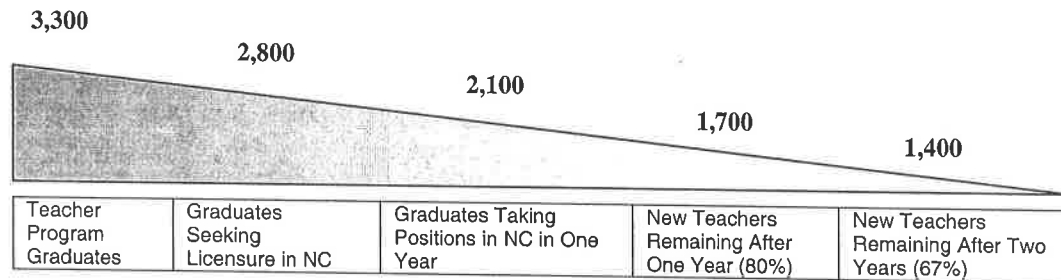 3,300
2,800
2,100
1,700
1,400
Teacher
Program
Graduates
Graduates
Seeking
Licensure in NC
Graduates Taking
Positions in NC in One
Year
New Teachers
Remaining After
One Year (80%)
New Teachers
Remaining After Two
Years (67%)